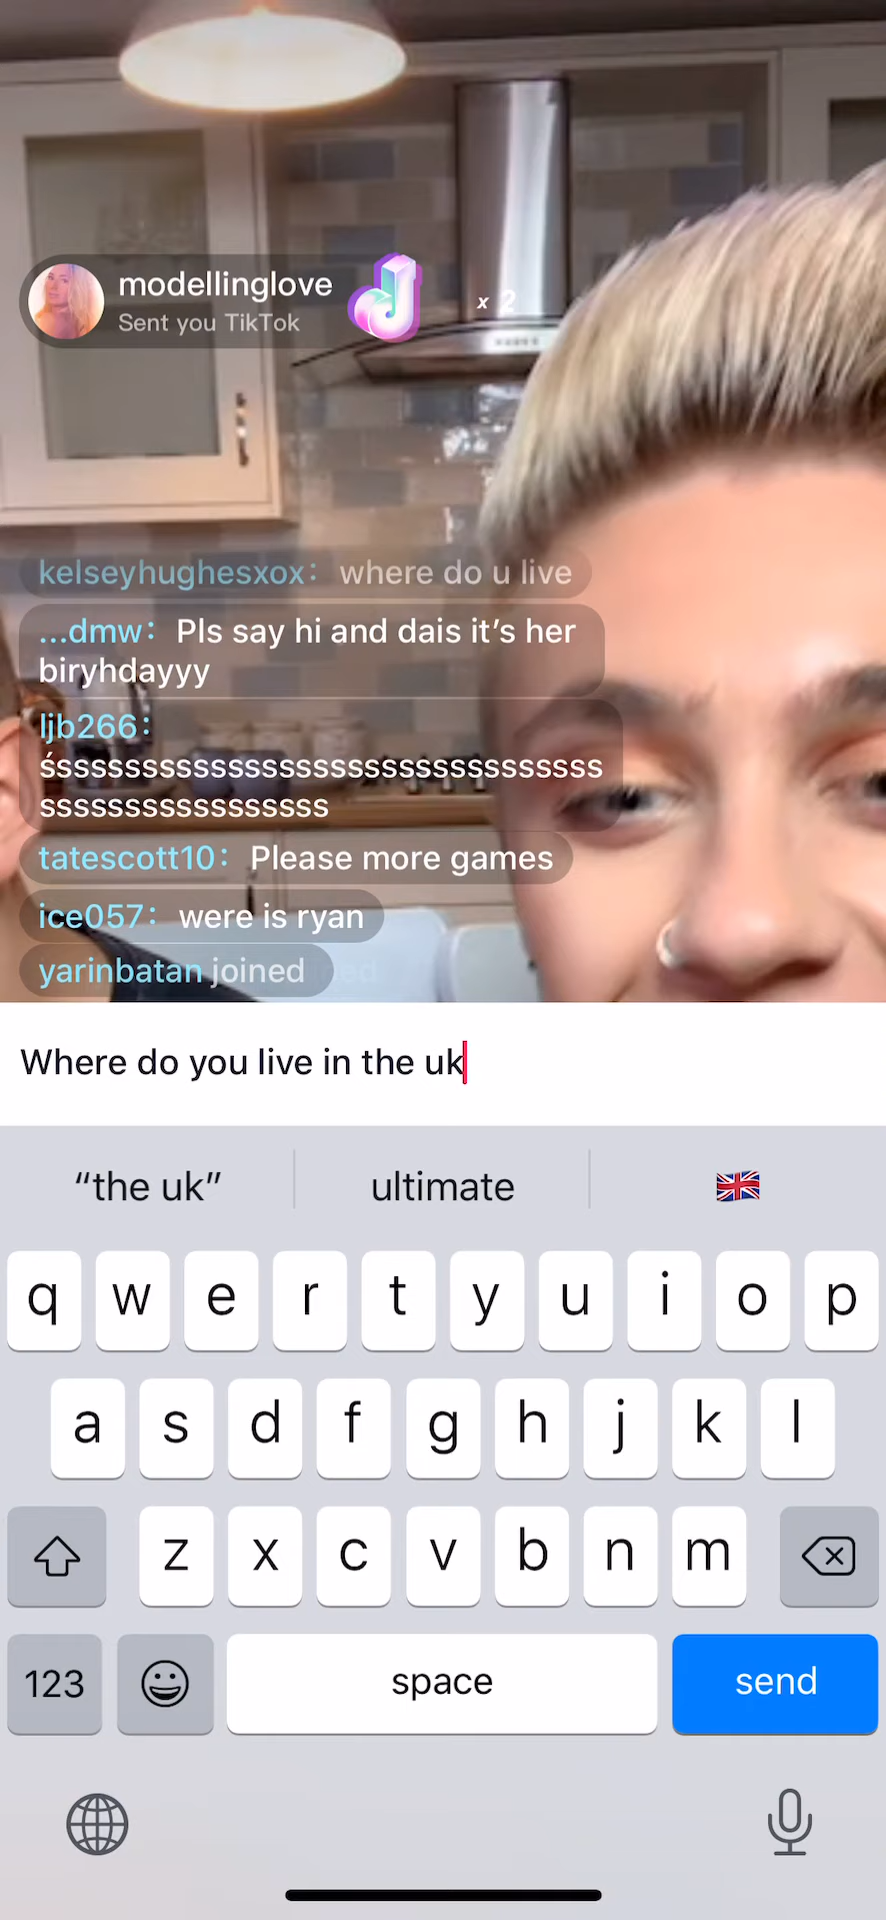 modellinglove
Sent you TikTok
x 2
kelseyhughesxox: where do u live
...dmw: Pls say hi and dais it's her
biryhdayyy
ljb266:
śssssssssssssssssssssssssssssssss
sssssssssssssssss
tatescott10: Please more games
ice057: were is ryan
yarinbatan joined
Where do you live in the uk
“the uk” ultimate 🇬🇧
q w e r t y u i o p
a s d f g h j k l
z x c v b n m
123 space send